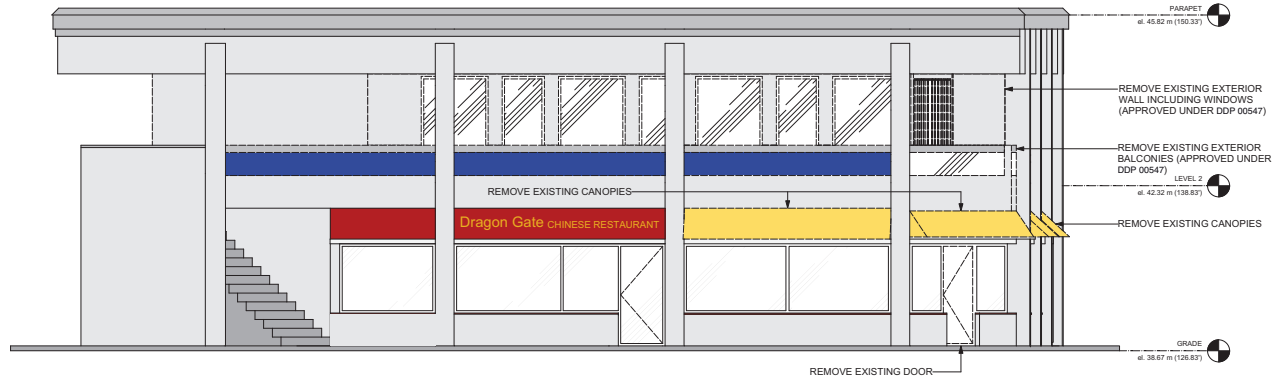 PARAPET
el. 45.82 m (150.33')
REMOVE EXISTING EXTERIOR
WALL INCLUDING WINDOWS
(APPROVED UNDER DDP 00547)
REMOVE EXISTING EXTERIOR
BALCONIES (APPROVED UNDER
DDP 00547)
LEVEL 2
el. 42.32 m (138.83')
REMOVE EXISTING CANOPIES
Dragon Gate CHINESE RESTAURANT
REMOVE EXISTING CANOPIES
GRADE
el. 38.67 m (126.83')
REMOVE EXISTING DOOR